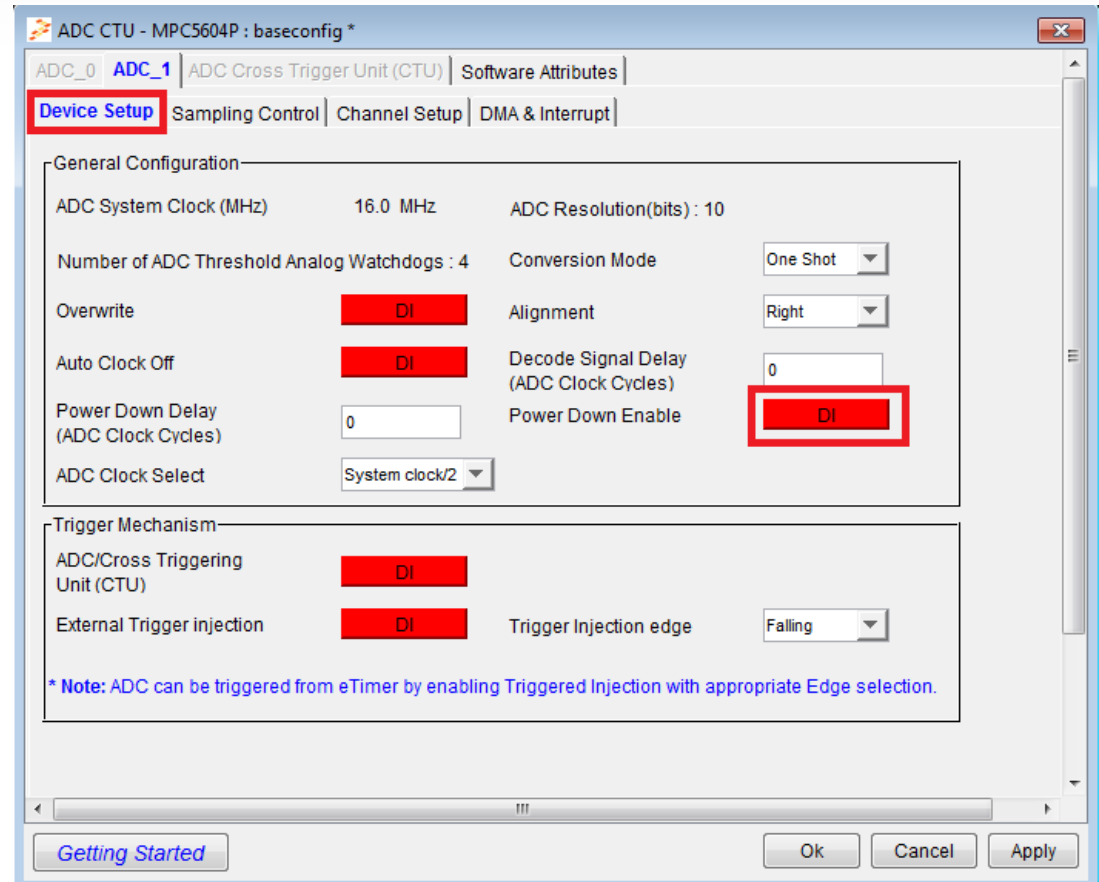 ADC CTU - MPC5604P : baseconfig *
ADC_0 ADC_1 ADC Cross Trigger Unit (CTU) Software Attributes
Device Setup Sampling Control Channel Setup DMA & Interrupt
General Configuration
ADC System Clock (MHz) 16.0 MHz ADC Resolution(bits) : 10
Number of ADC Threshold Analog Watchdogs : 4 Conversion Mode One Shot
Overwrite DI Alignment Right
Auto Clock Off DI Decode Signal Delay
(ADC Clock Cycles) 0
Power Down Delay
(ADC Clock Cycles) 0 Power Down Enable DI
ADC Clock Select System clock/2
Trigger Mechanism
ADC/Cross Triggering
Unit (CTU) DI
External Trigger injection DI Trigger Injection edge Falling
* Note: ADC can be triggered from eTimer by enabling Triggered Injection with appropriate Edge selection.
Getting Started Ok Cancel Apply